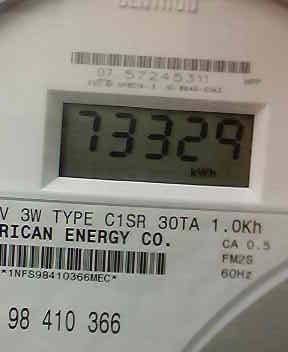 CENTRON
07 57245311
73329
kWh
V 3W TYPE C1SR 30TA 1.0Kh
RICAN ENERGY CO.
CA 0.5
FM2S
*1NFS98410366MEC*
60Hz
98 410 366